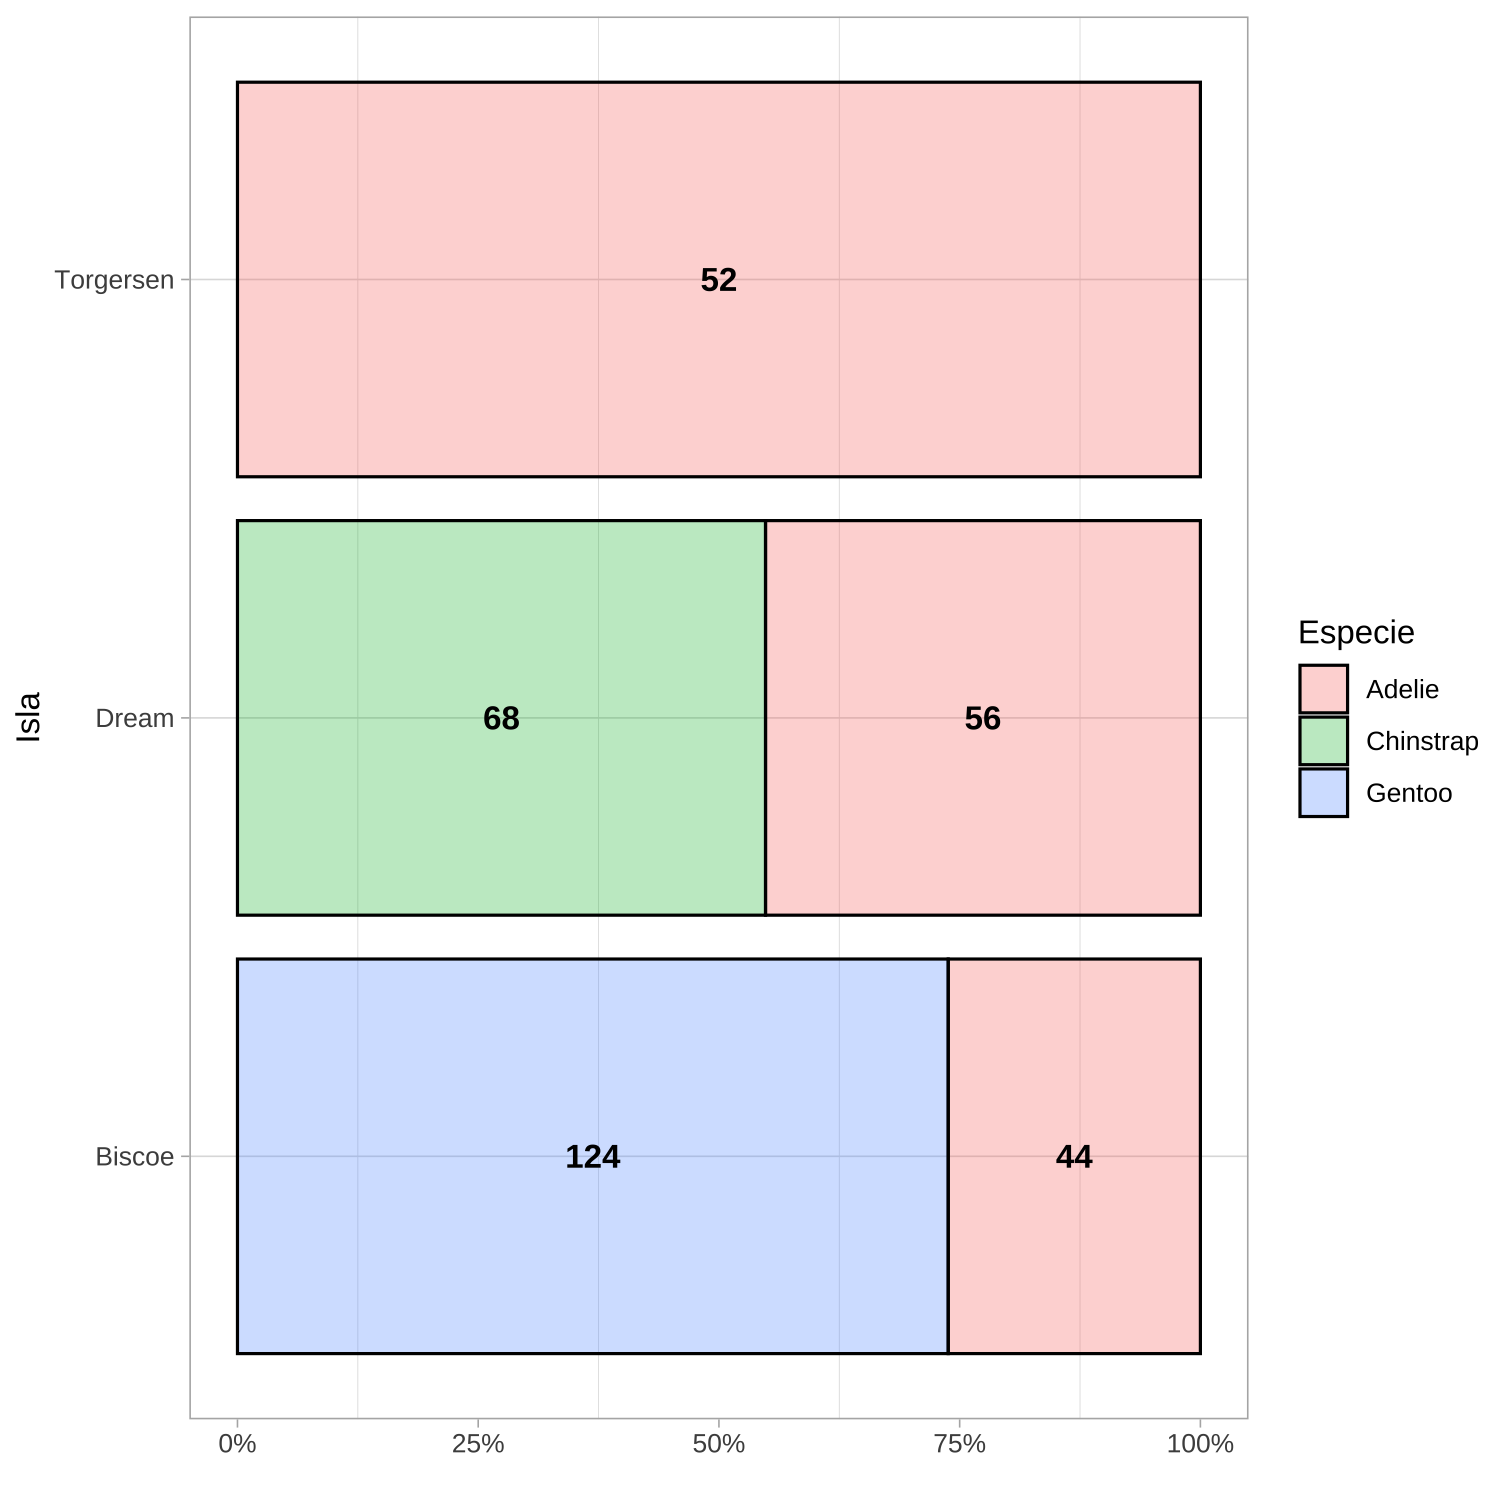 Torgersen
52
Isla
Dream
68
56
Biscoe
124
44
0%
25%
50%
75%
100%
Especie
Adelie
Chinstrap
Gentoo